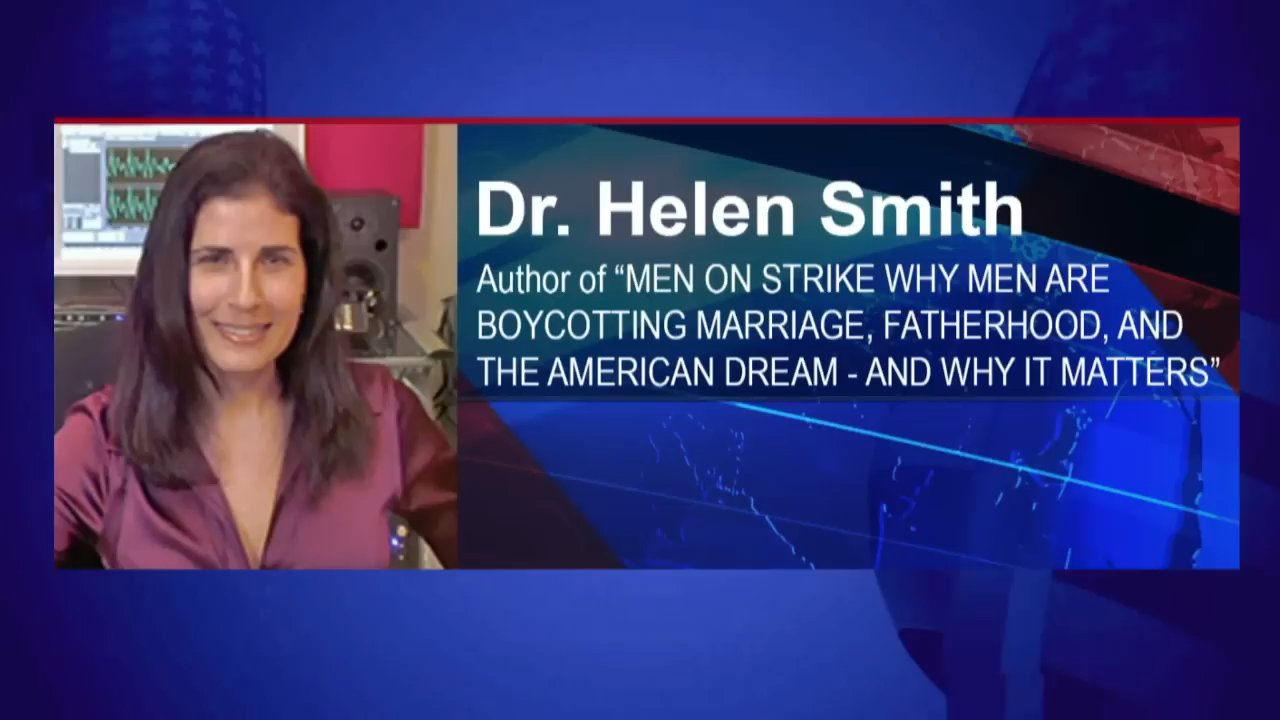 Dr. Helen Smith
Author of “MEN ON STRIKE WHY MEN ARE
BOYCOTTING MARRIAGE, FATHERHOOD, AND
THE AMERICAN DREAM - AND WHY IT MATTERS”